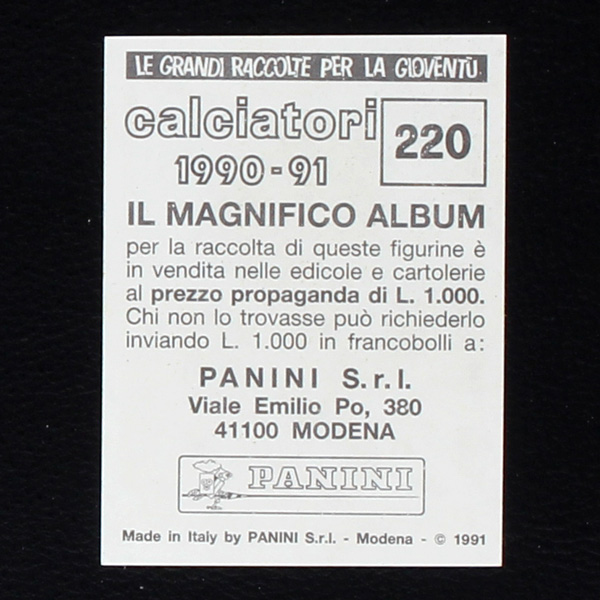 LE GRANDI RACCOLTE PER LA GIOVENTÙ
calciatori
1990-91
220
IL MAGNIFICO ALBUM
per la raccolta di queste figurine è
in vendita nelle edicole e cartolerie
al prezzo propaganda di L. 1.000.
Chi non lo trovasse può richiederlo
inviando L. 1.000 in francobolli a:
PANINI S.r.l.
Viale Emilio Po, 380
41100 MODENA
PANINI
Made in Italy by PANINI S.r.l. - Modena - © 1991